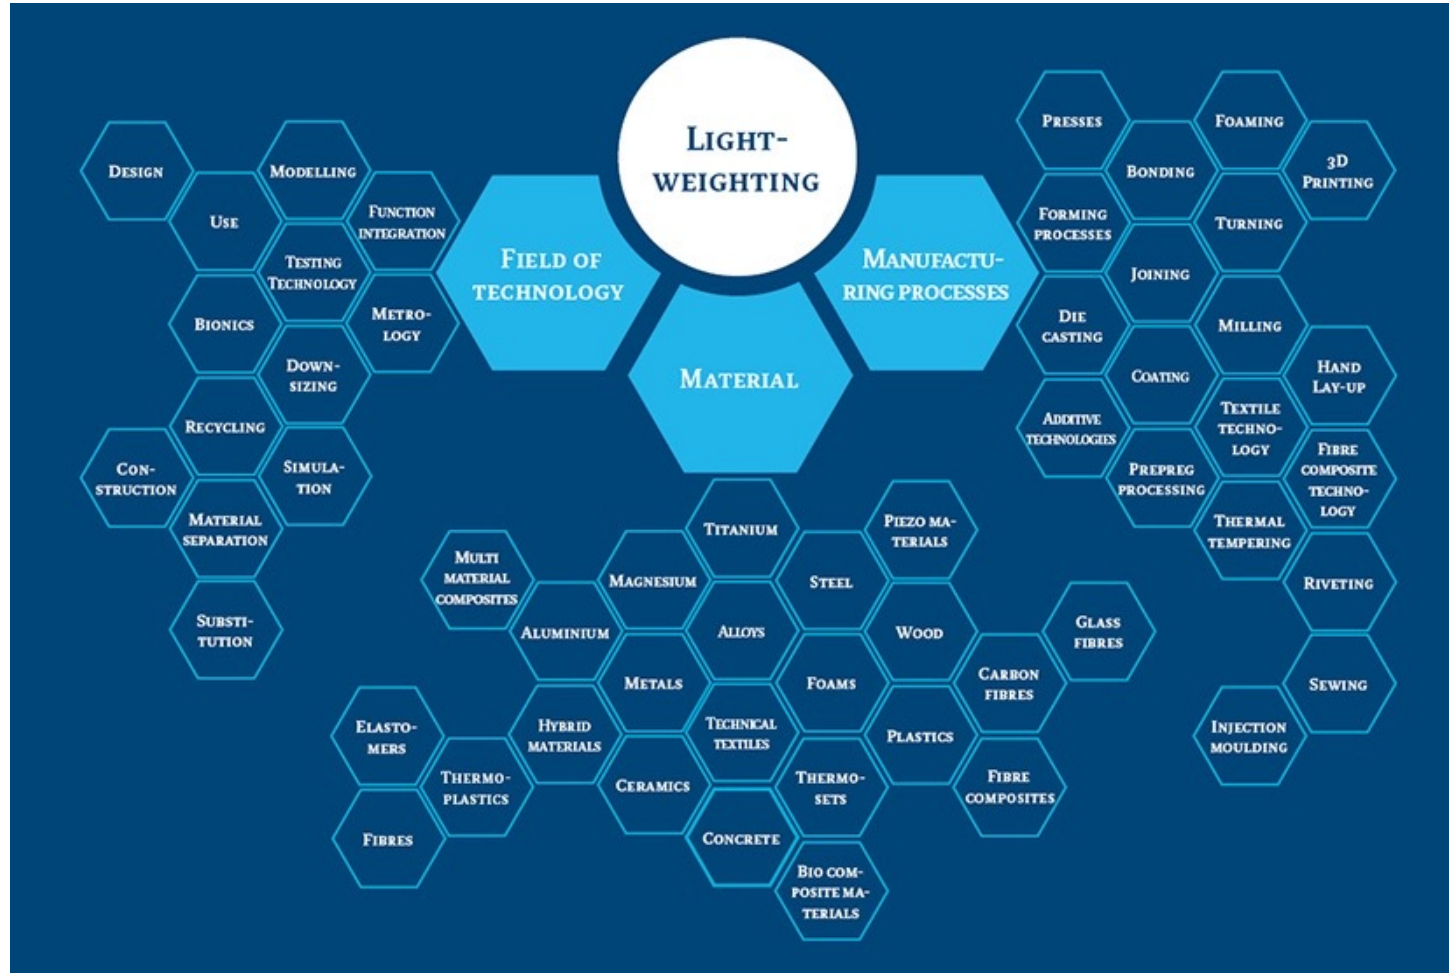 LIGHT-
WEIGHTING
FIELD OF
TECHNOLOGY
MATERIAL
MANUFACTU-
RING PROCESSES
DESIGN
MODELLING
USE
FUNCTION
INTEGRATION
TESTING
TECHNOLOGY
BIONICS
METRO-
LOGY
DOWN-
SIZING
RECYCLING
CON-
STRUCTION
SIMULA-
TION
MATERIAL
SEPARATION
SUBSTI-
TUTION
TITANIUM
PIEZO MA-
TERIALS
MULTI
MATERIAL
COMPOSITES
MAGNESIUM
STEEL
ALUMINIUM
ALLOYS
WOOD
GLASS
FIBRES
METALS
FOAMS
CARBON
FIBRES
ELASTO-
MERS
HYBRID
MATERIALS
TECHNICAL
TEXTILES
PLASTICS
THERMO-
PLASTICS
CERAMICS
THERMO-
SETS
FIBRE
COMPOSITES
FIBRES
CONCRETE
BIO COM-
POSITE MA-
TERIALS
PRESSES
FOAMING
BONDING
3D
PRINTING
FORMING
PROCESSES
TURNING
JOINING
DIE
CASTING
MILLING
COATING
HAND
LAY-UP
ADDITIVE
TECHNOLOGIES
TEXTILE
TECHNO-
LOGY
PREPREG
PROCESSING
FIBRE
COMPOSITE
TECHNO-
LOGY
THERMAL
TEMPERING
RIVETING
SEWING
INJECTION
MOULDING